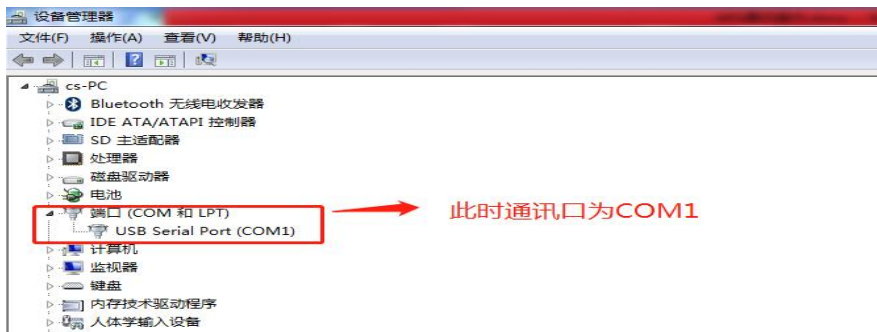 设备管理器
文件(F) 操作(A) 查看(V) 帮助(H)
cs-PC
Bluetooth 无线电收发器
IDE ATA/ATAPI 控制器
SD 主适配器
处理器
磁盘驱动器
电池
端口 (COM 和 LPT)
USB Serial Port (COM1)
此时通讯口为COM1
计算机
监视器
键盘
内存技术驱动程序
人体学输入设备